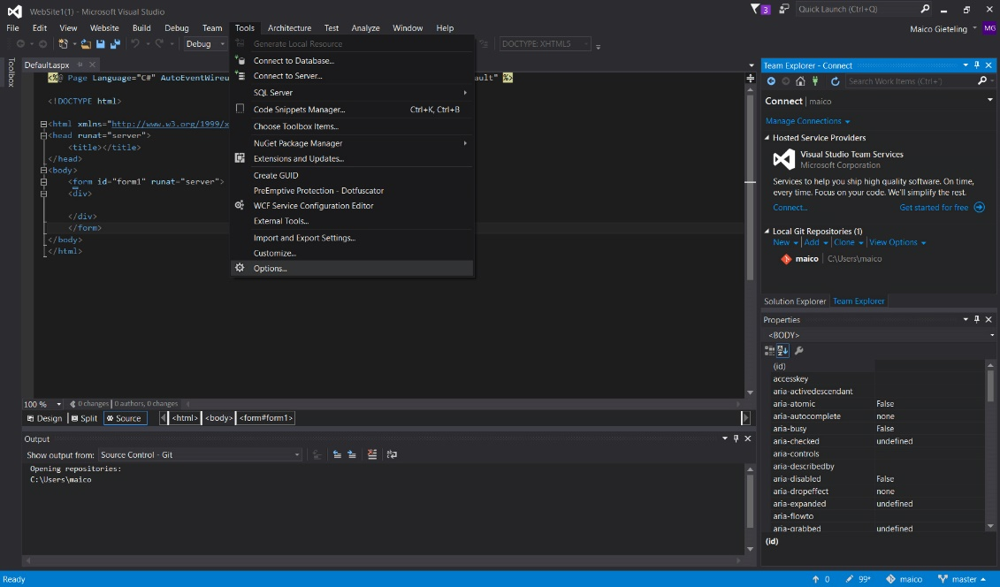 WebSite1(1) - Microsoft Visual Studio
3
Quick Launch (Ctrl+Q)
File Edit View Website Build Debug Team Tools Architecture Test Analyze Window Help
Maico Gieteling MG
Debug
DOCTYPE: XHTML5
Toolbox
Default.aspx
<%@ Page Language="C#" AutoEventWireu
ault" %>
<!DOCTYPE html>
<html xmlns="http://www.w3.org/1999/x
<head runat="server">
<title></title>
</head>
<body>
<form id="form1" runat="server">
<div>
</div>
</form>
</body>
</html>
Generate Local Resource
Connect to Database...
Connect to Server...
SQL Server
Code Snippets Manager... Ctrl+K, Ctrl+B
Choose Toolbox Items...
NuGet Package Manager
Extensions and Updates...
Create GUID
PreEmptive Protection - Dotfuscator
WCF Service Configuration Editor
External Tools...
Import and Export Settings...
Customize...
Options...
100 %
0 changes | 0 authors, 0 changes
Design Split Source <html> <body> <form#form1>
Output
Show output from: Source Control - Git
Opening repositories:
C:\Users\maico
Team Explorer - Connect
Search Work Items (Ctrl+')
Connect | maico
Manage Connections
Hosted Service Providers
Visual Studio Team Services
Microsoft Corporation
Services to help you ship high quality software. On time,
every time. Focus on your code. We'll simplify the rest.
Connect... Get started for free
Local Git Repositories (1)
New | Add | Clone | View Options
maico | C:\Users\maico
Solution Explorer Team Explorer
Properties
<BODY>
(id)
accesskey
aria-activedescendant
aria-atomic False
aria-autocomplete none
aria-busy False
aria-checked undefined
aria-controls
aria-describedby
aria-disabled False
aria-dropeffect none
aria-expanded undefined
aria-flowto
aria-grabbed undefined
(id)
Ready
0 99* maico master